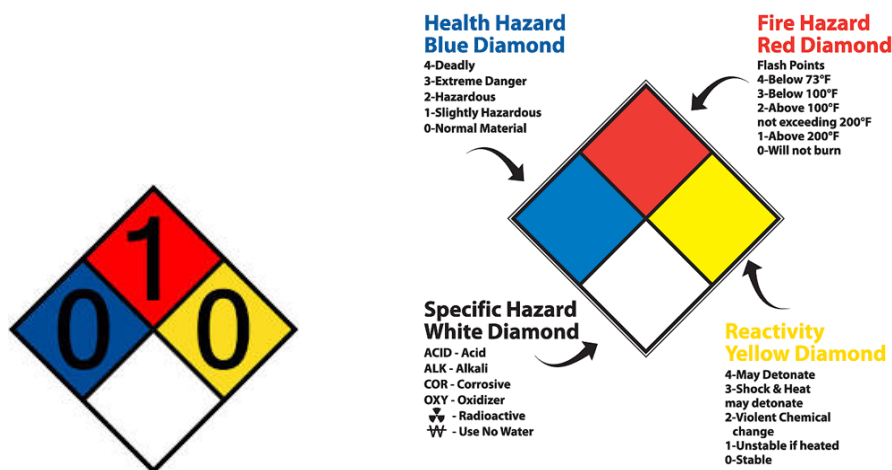 Health Hazard
Blue Diamond
4-Deadly
3-Extreme Danger
2-Hazardous
1-Slightly Hazardous
0-Normal Material
Fire Hazard
Red Diamond
Flash Points
4-Below 73°F
3-Below 100°F
2-Above 100°F
not exceeding 200°F
1-Above 200°F
0-Will not burn
1
0 0
Specific Hazard
White Diamond
ACID - Acid
ALK - Alkali
COR - Corrosive
OXY - Oxidizer
- Radioactive
W - Use No Water
Reactivity
Yellow Diamond
4-May Detonate
3-Shock & Heat
may detonate
2-Violent Chemical
change
1-Unstable if heated
0-Stable